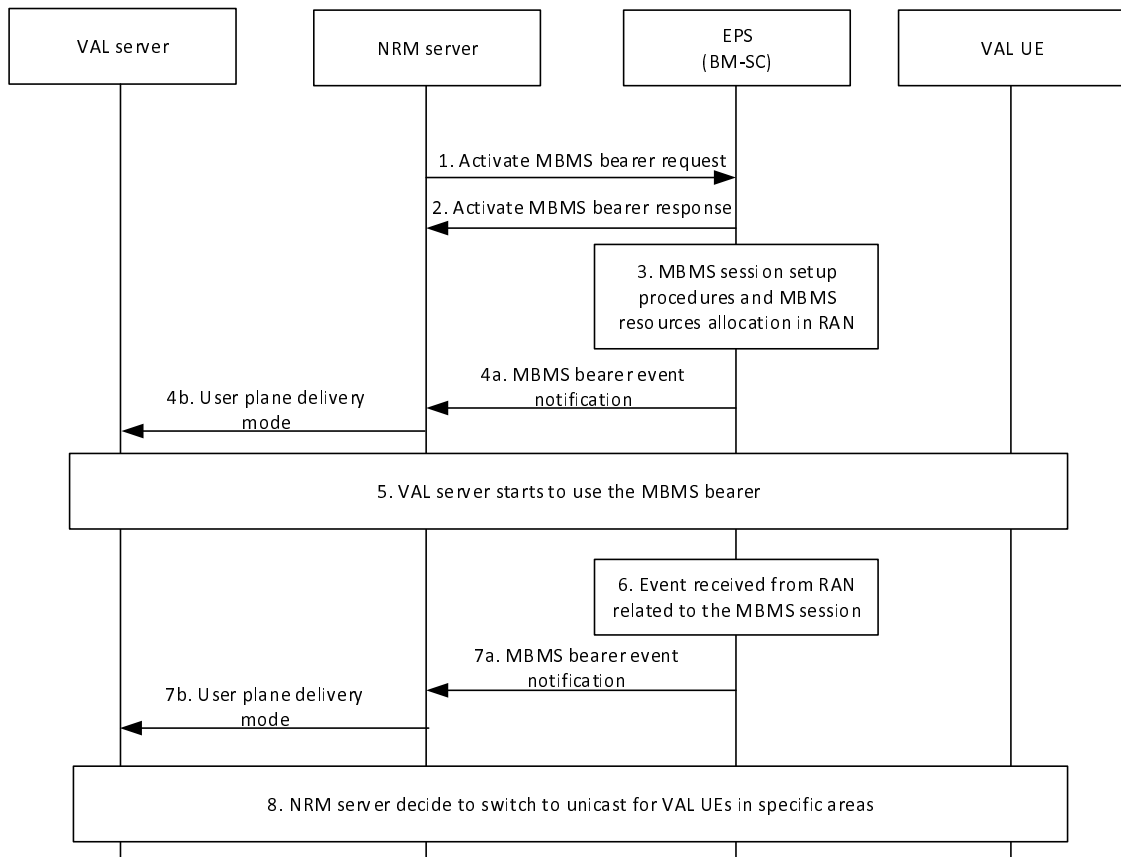 VAL server
NRM server
EPS
(BM-SC)
VAL UE
1. Activate MBMS bearer request
2. Activate MBMS bearer response
3. MBMS session setup
procedures and MBMS
resources allocation in RAN
4a. MBMS bearer event
notification
4b. User plane delivery
mode
5. VAL server starts to use the MBMS bearer
6. Event received from RAN
related to the MBMS session
7a. MBMS bearer event
notification
7b. User plane delivery
mode
8. NRM server decide to switch to unicast for VAL UEs in specific areas